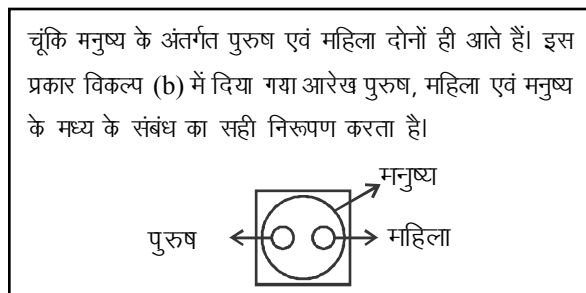 चूंकि मनुष्य के अंतर्गत पुरुष एवं महिला दोनों ही आते हैं। इस
प्रकार विकल्प (b) में दिया गया आरेख पुरुष, महिला एवं मनुष्य
के मध्य के संबंध का सही निरूपण करता है।
मनुष्य
पुरुष
महिला